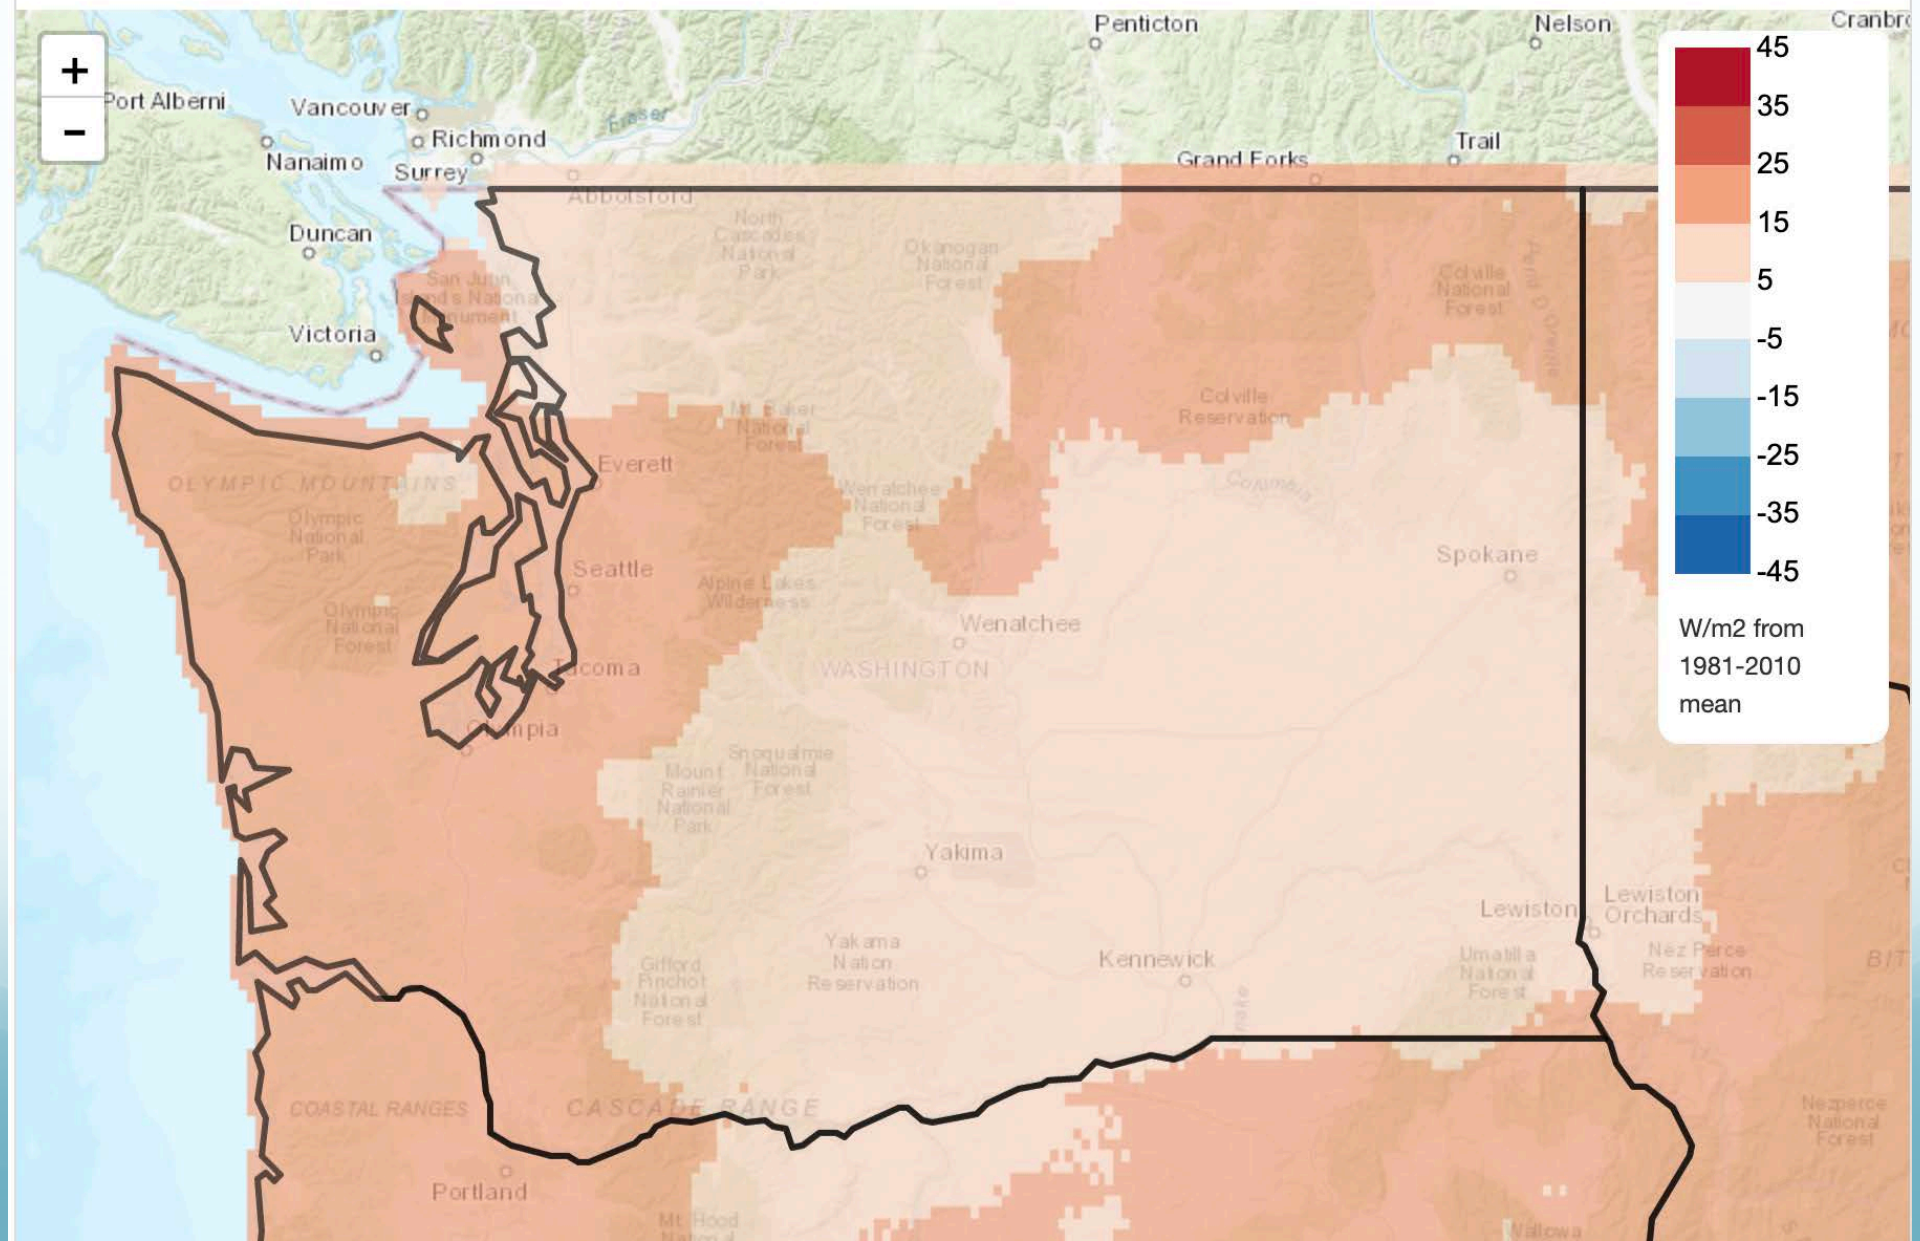 Penticton
Nelson
+
Port Alberni
Vancouver
Richmond
Fraser
−
Nanaimo
Surrey
Grand Forks
Trail
Abbotsford
Duncan
North
Cascades
National
Park
Okanogan
National
Forest
San Juan
Islands National
Monument
Colville
National
Forest
Victoria
Colville
Reservation
Mt. Baker
National
Forest
Everett
OLYMPIC MOUNTAINS
Wenatchee
National
Forest
Columbia
Olympic
National
Park
Spokane
Seattle
Alpine Lakes
Wilderness
Olympic
National
Forest
Wenatchee
Tacoma
WASHINGTON
Olympia
Snoqualmie
National
Forest
Mount
Rainier
National
Park
Yakima
Lewiston
Lewiston
Orchards
Yakama
Nation
Reservation
Kennewick
Gifford
Pinchot
National
Forest
Umatilla
National
Forest
Nez Perce
Reservation
BIT
COASTAL RANGES
CASCADE RANGE
Nezperce
National
Forest
Portland
Mt. Hood
Wallowa
45
35
25
15
5
-5
-15
-25
-35
-45
W/m2 from
1981-2010
mean